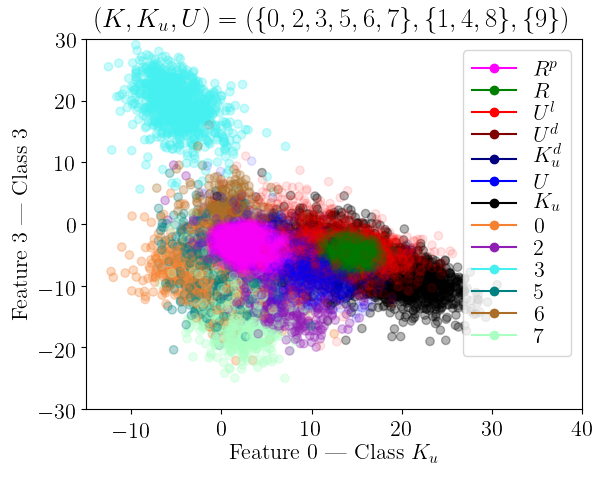 (K, K_u, U) = ({0, 2, 3, 5, 6, 7}, {1, 4, 8}, {9})
30
20
10
0
−10
−20
−30
Feature 3 — Class 3
R^p
R
U^l
U^d
K_u^d
U
K_u
0
2
3
5
6
7
−10
0
10
20
30
40
Feature 0 — Class K_u